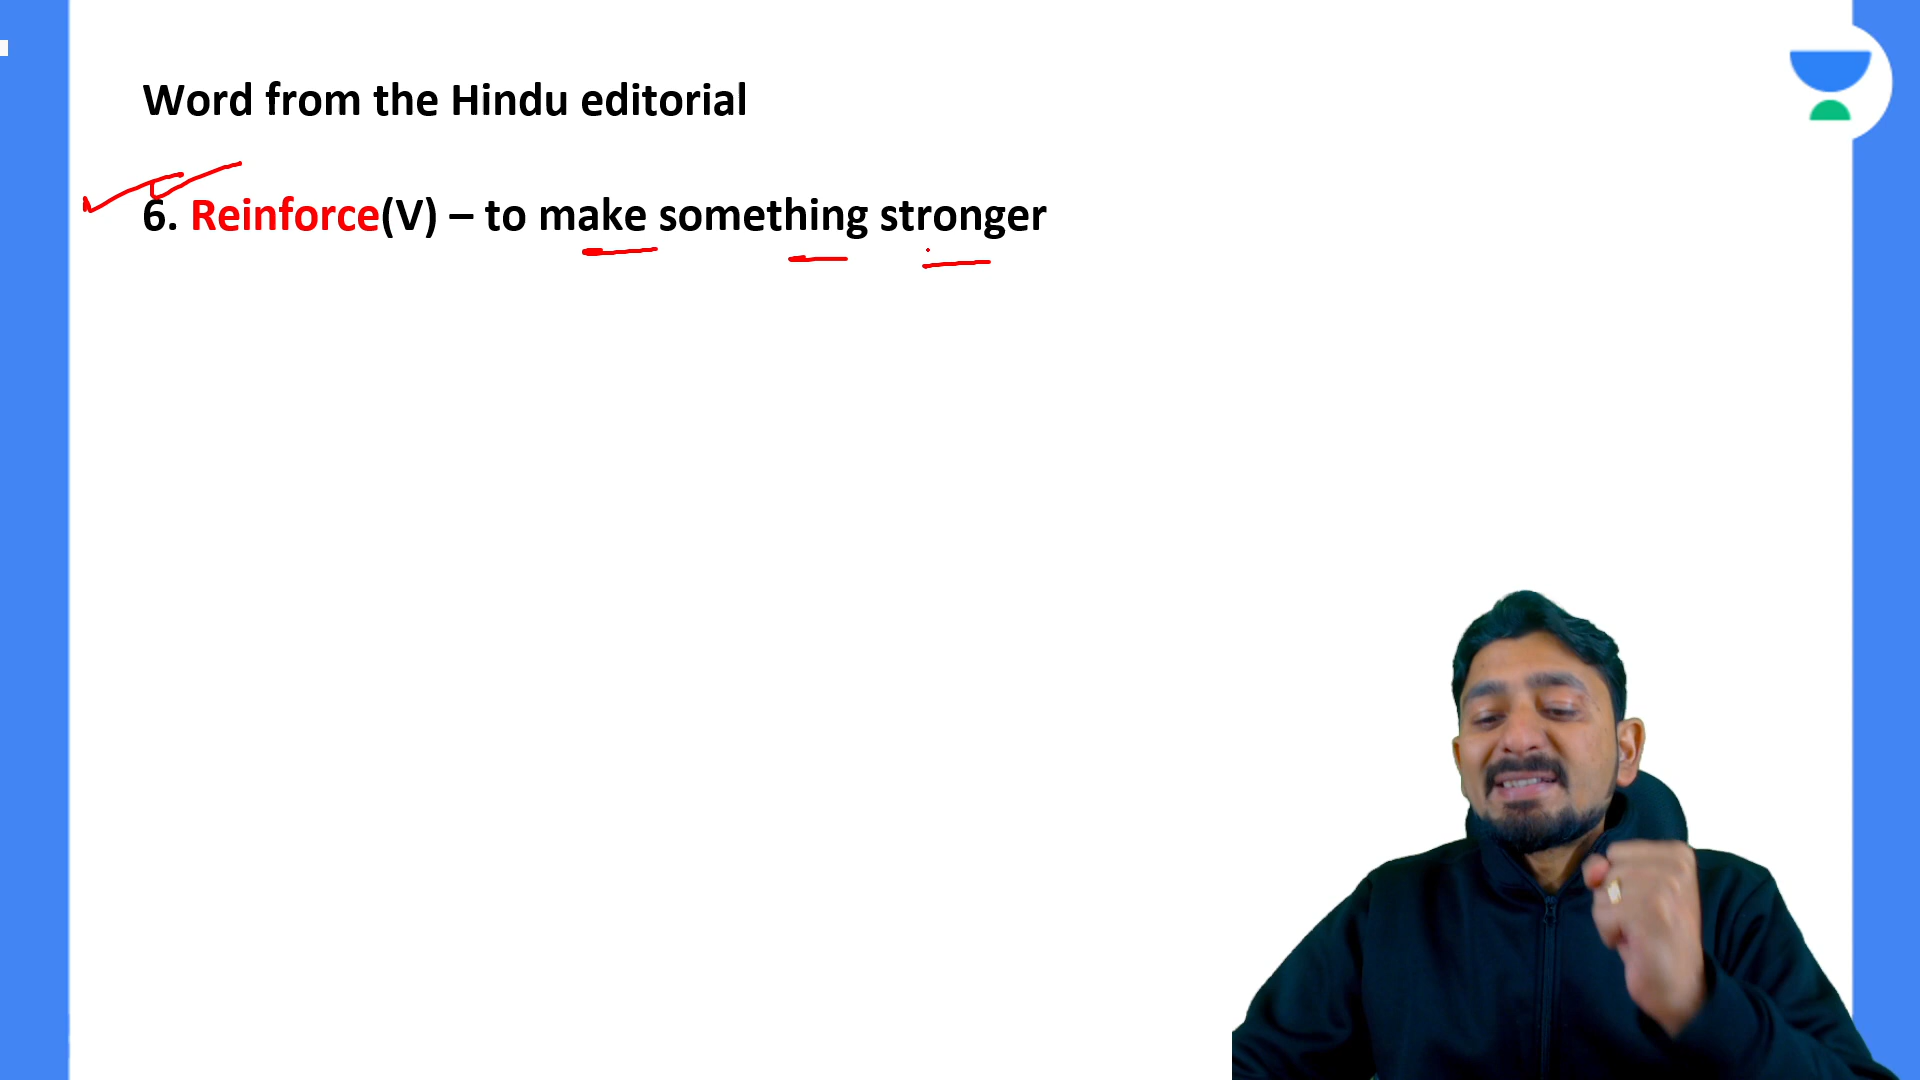 Word from the Hindu editorial
6. Reinforce(V) – to make something stronger